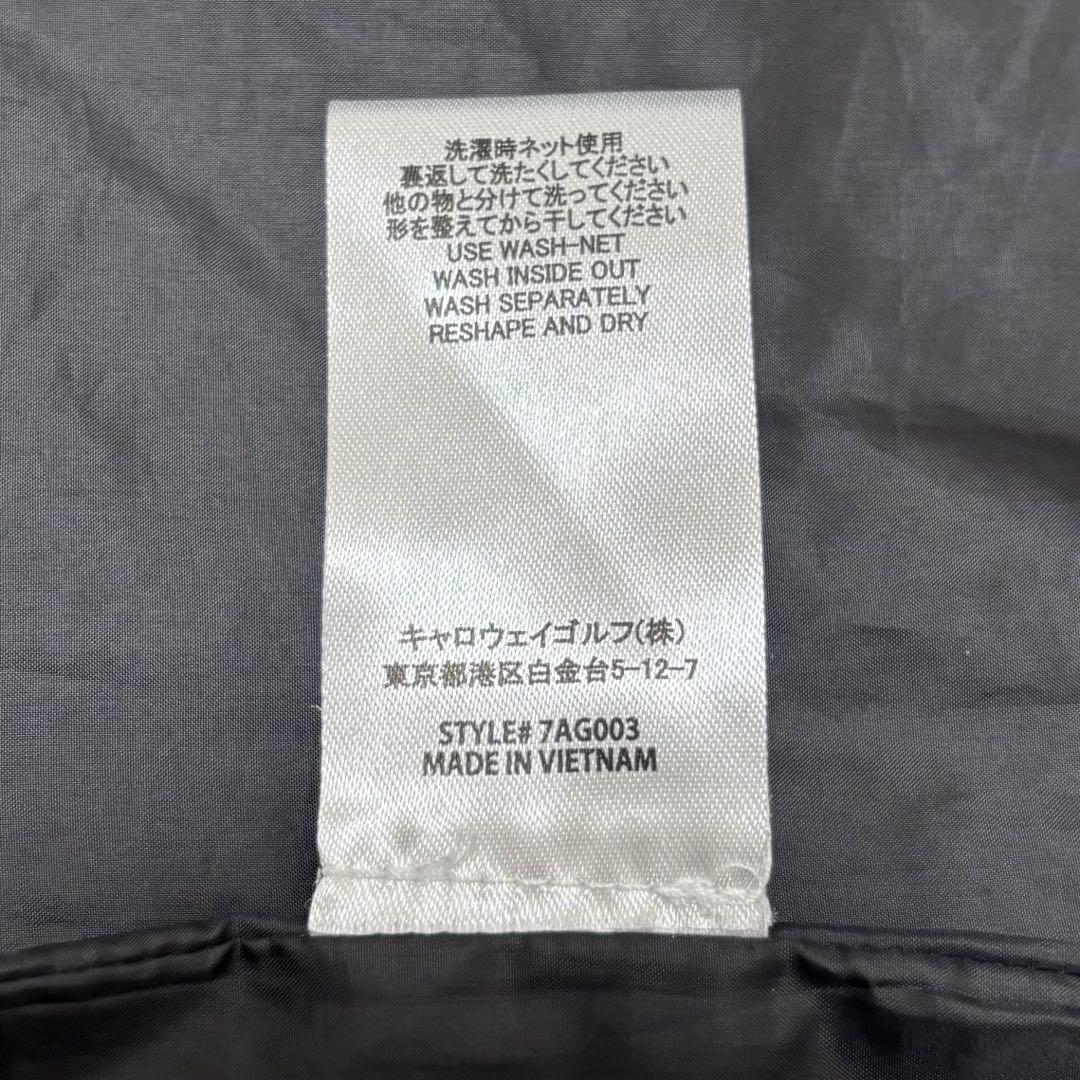 洗濯時ネット使用
裏返して洗たくしてください
他の物と分けて洗ってください
形を整えてから干してください
USE WASH-NET
WASH INSIDE OUT
WASH SEPARATELY
RESHAPE AND DRY
キャロウェイゴルフ(株)
東京都港区白金台5-12-7
STYLE# 7AG003
MADE IN VIETNAM